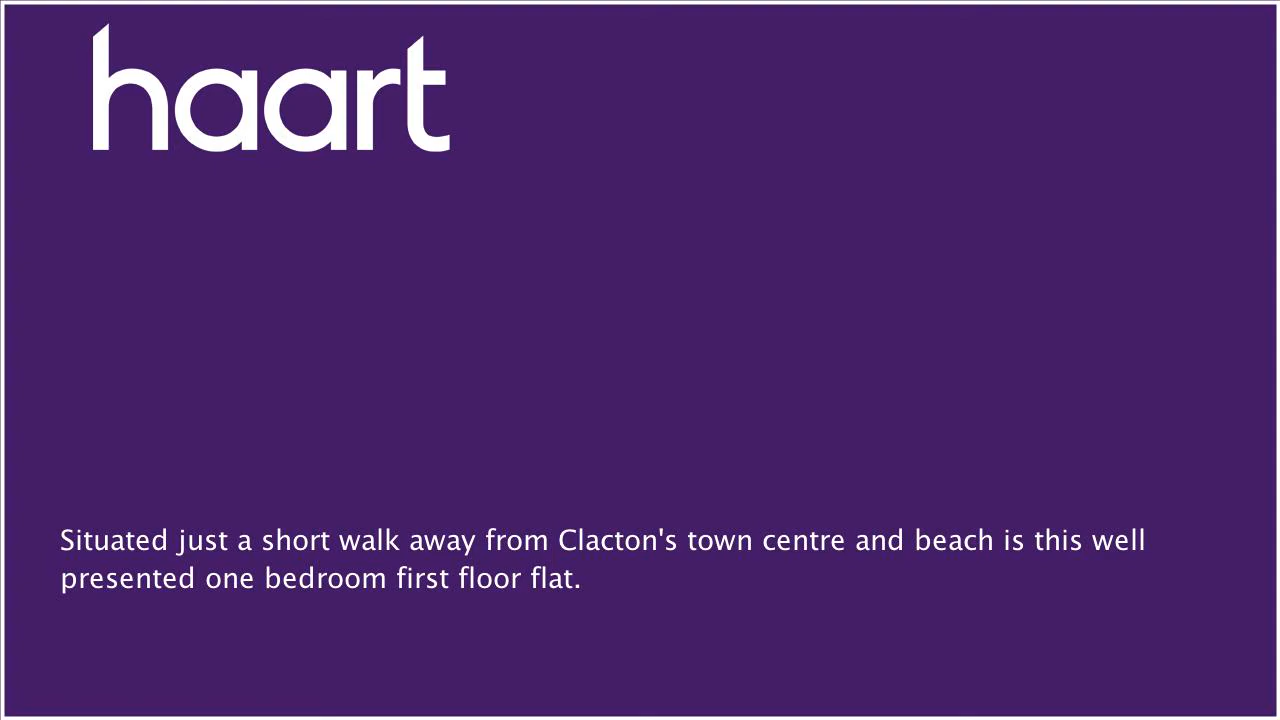 haart
Situated just a short walk away from Clacton's town centre and beach is this well
presented one bedroom first floor flat.